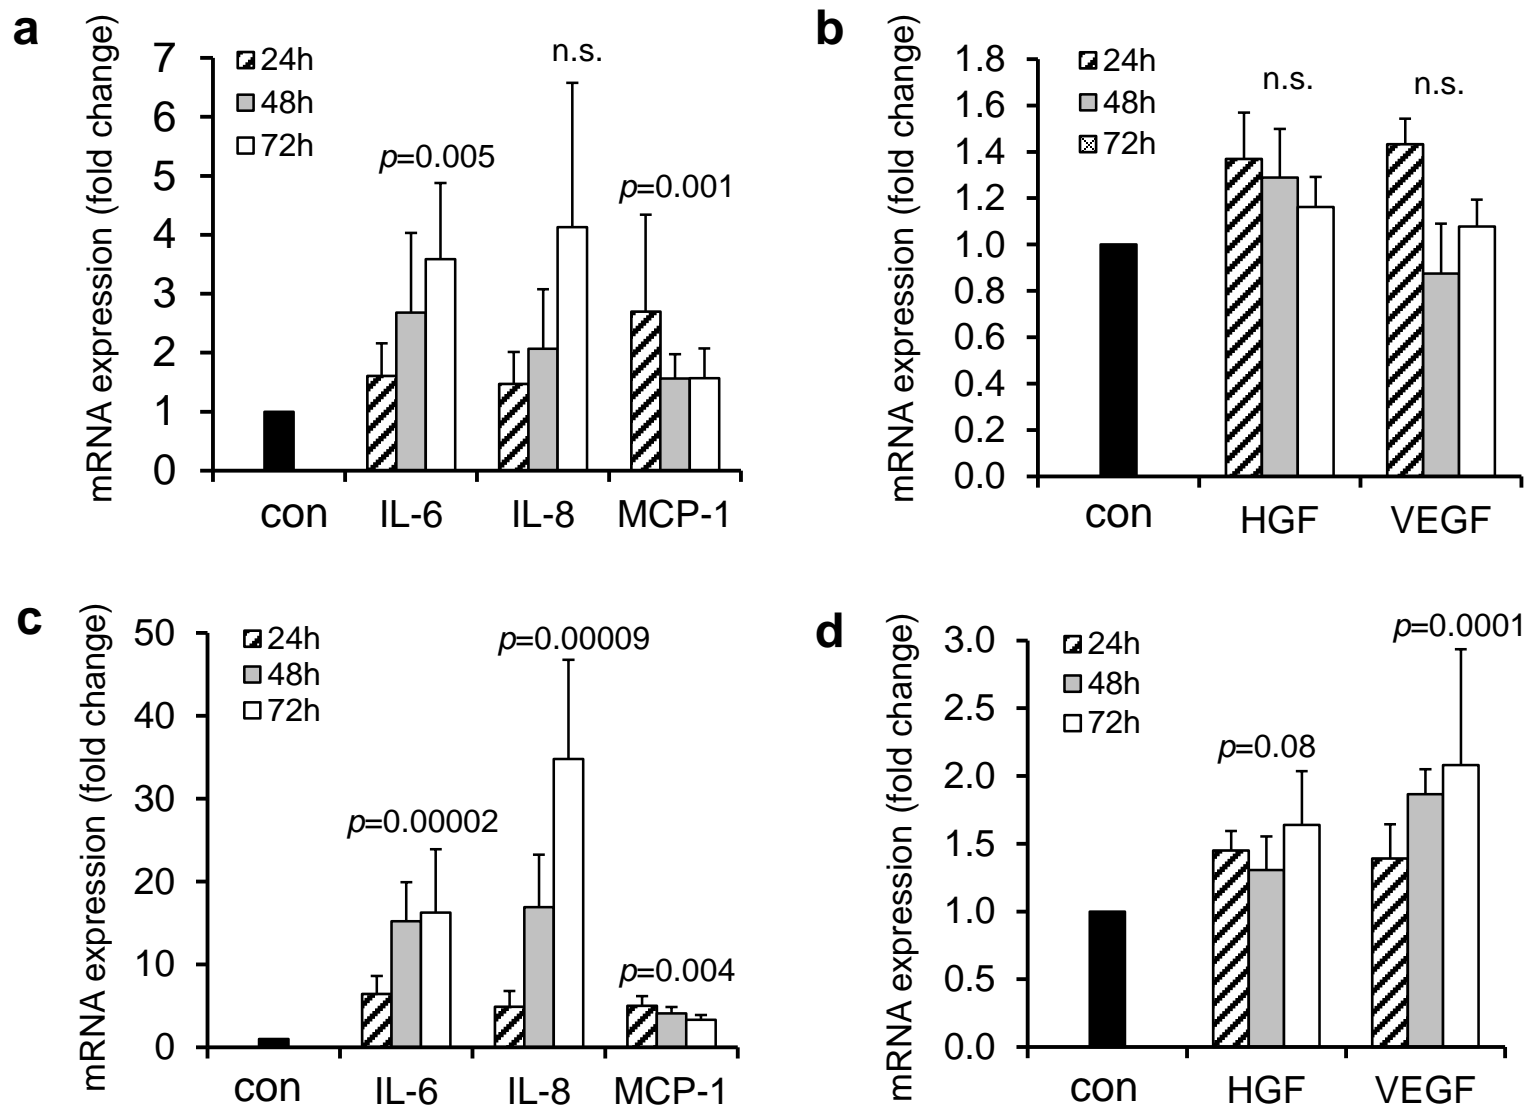 a
mRNA expression (fold change)
7
6
5
4
3
2
1
0
24h
48h
72h
p=0.005
n.s.
p=0.001
con IL-6 IL-8 MCP-1
b
mRNA expression (fold change)
1.8
1.6
1.4
1.2
1.0
0.8
0.6
0.4
0.2
0.0
24h
48h
72h
n.s.
n.s.
con HGF VEGF
c
mRNA expression (fold change)
50
40
30
20
10
0
24h
48h
72h
p=0.00002
p=0.00009
p=0.004
con IL-6 IL-8 MCP-1
d
mRNA expression (fold change)
3.0
2.5
2.0
1.5
1.0
0.5
0.0
24h
48h
72h
p=0.08
p=0.0001
con HGF VEGF